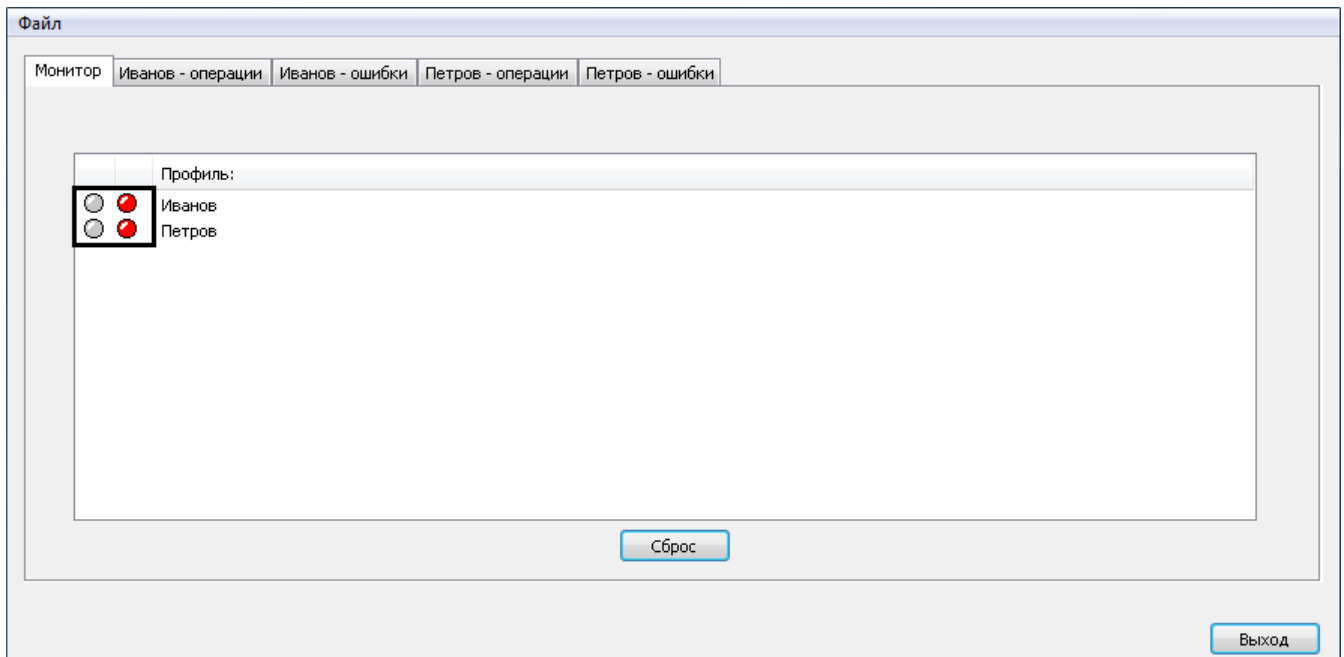 Файл
Монитор Иванов - операции Иванов - ошибки Петров - операции Петров - ошибки
Профиль:
Иванов
Петров
Сброс
Выход